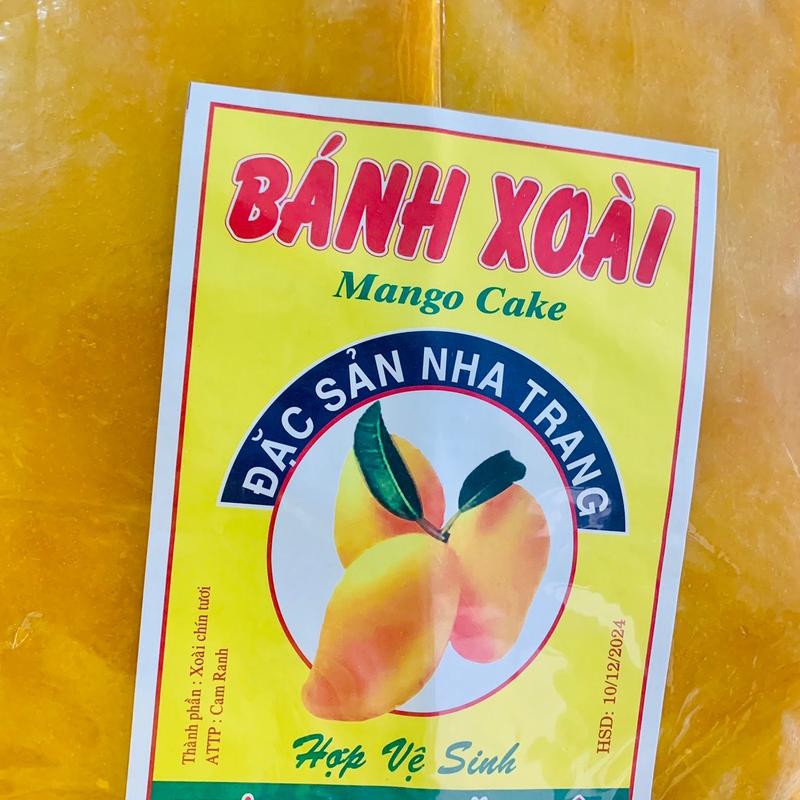 BÁNH XOÀI
Mango Cake
ĐẶC SẢN NHA TRANG
Thành phần : Xoài chín tươi
ATTP : Cam Ranh
HSD: 10/12/2024
Hợp Vệ Sinh